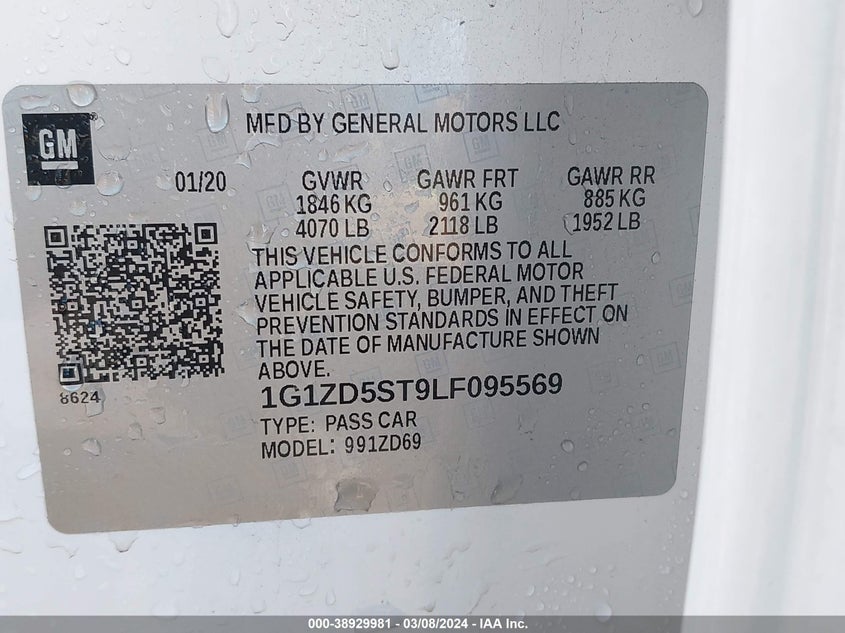 MFD BY GENERAL MOTORS LLC
GM
01/20 GVWR GAWR FRT GAWR RR
1846 KG 961 KG 885 KG
4070 LB 2118 LB 1952 LB
THIS VEHICLE CONFORMS TO ALL
APPLICABLE U.S. FEDERAL MOTOR
VEHICLE SAFETY, BUMPER, AND THEFT
PREVENTION STANDARDS IN EFFECT ON
THE DATE OF MANUFACTURE SHOWN
ABOVE.
8624
1G1ZD5ST9LF095569
TYPE: PASS CAR
MODEL: 991ZD69
000-38929981 - 03/08/2024 - IAA Inc.